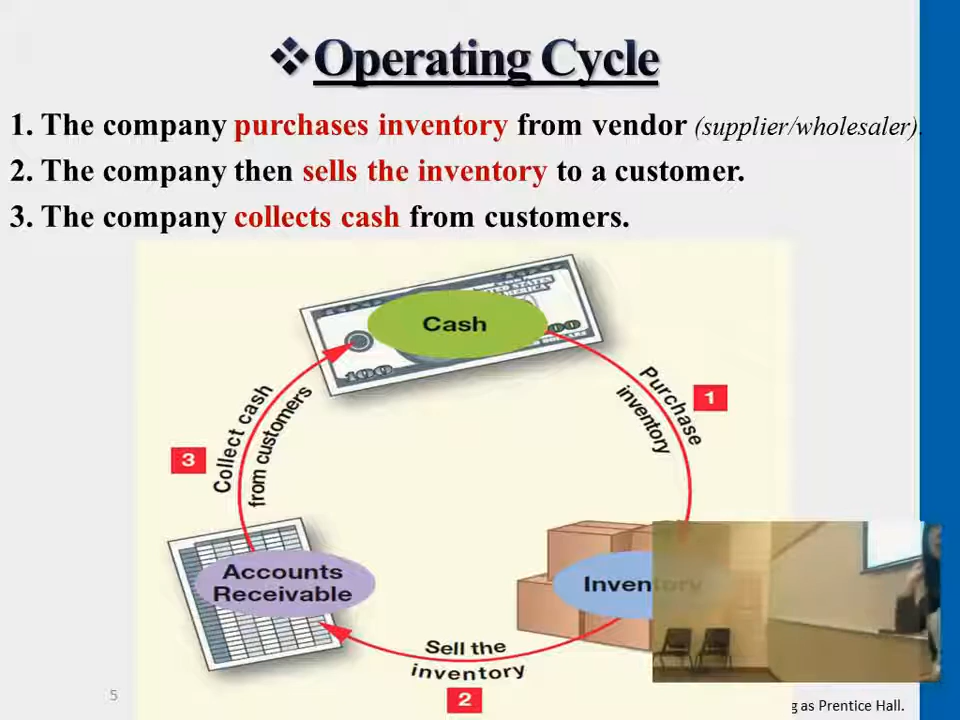 ❖Operating Cycle
1. The company purchases inventory from vendor (supplier/wholesaler).
2. The company then sells the inventory to a customer.
3. The company collects cash from customers.
Cash
100
Purchase
inventory
1
Collect cash
from customers
3
Accounts
Receivable
Inventory
Sell the
inventory
2
5
as Prentice Hall.